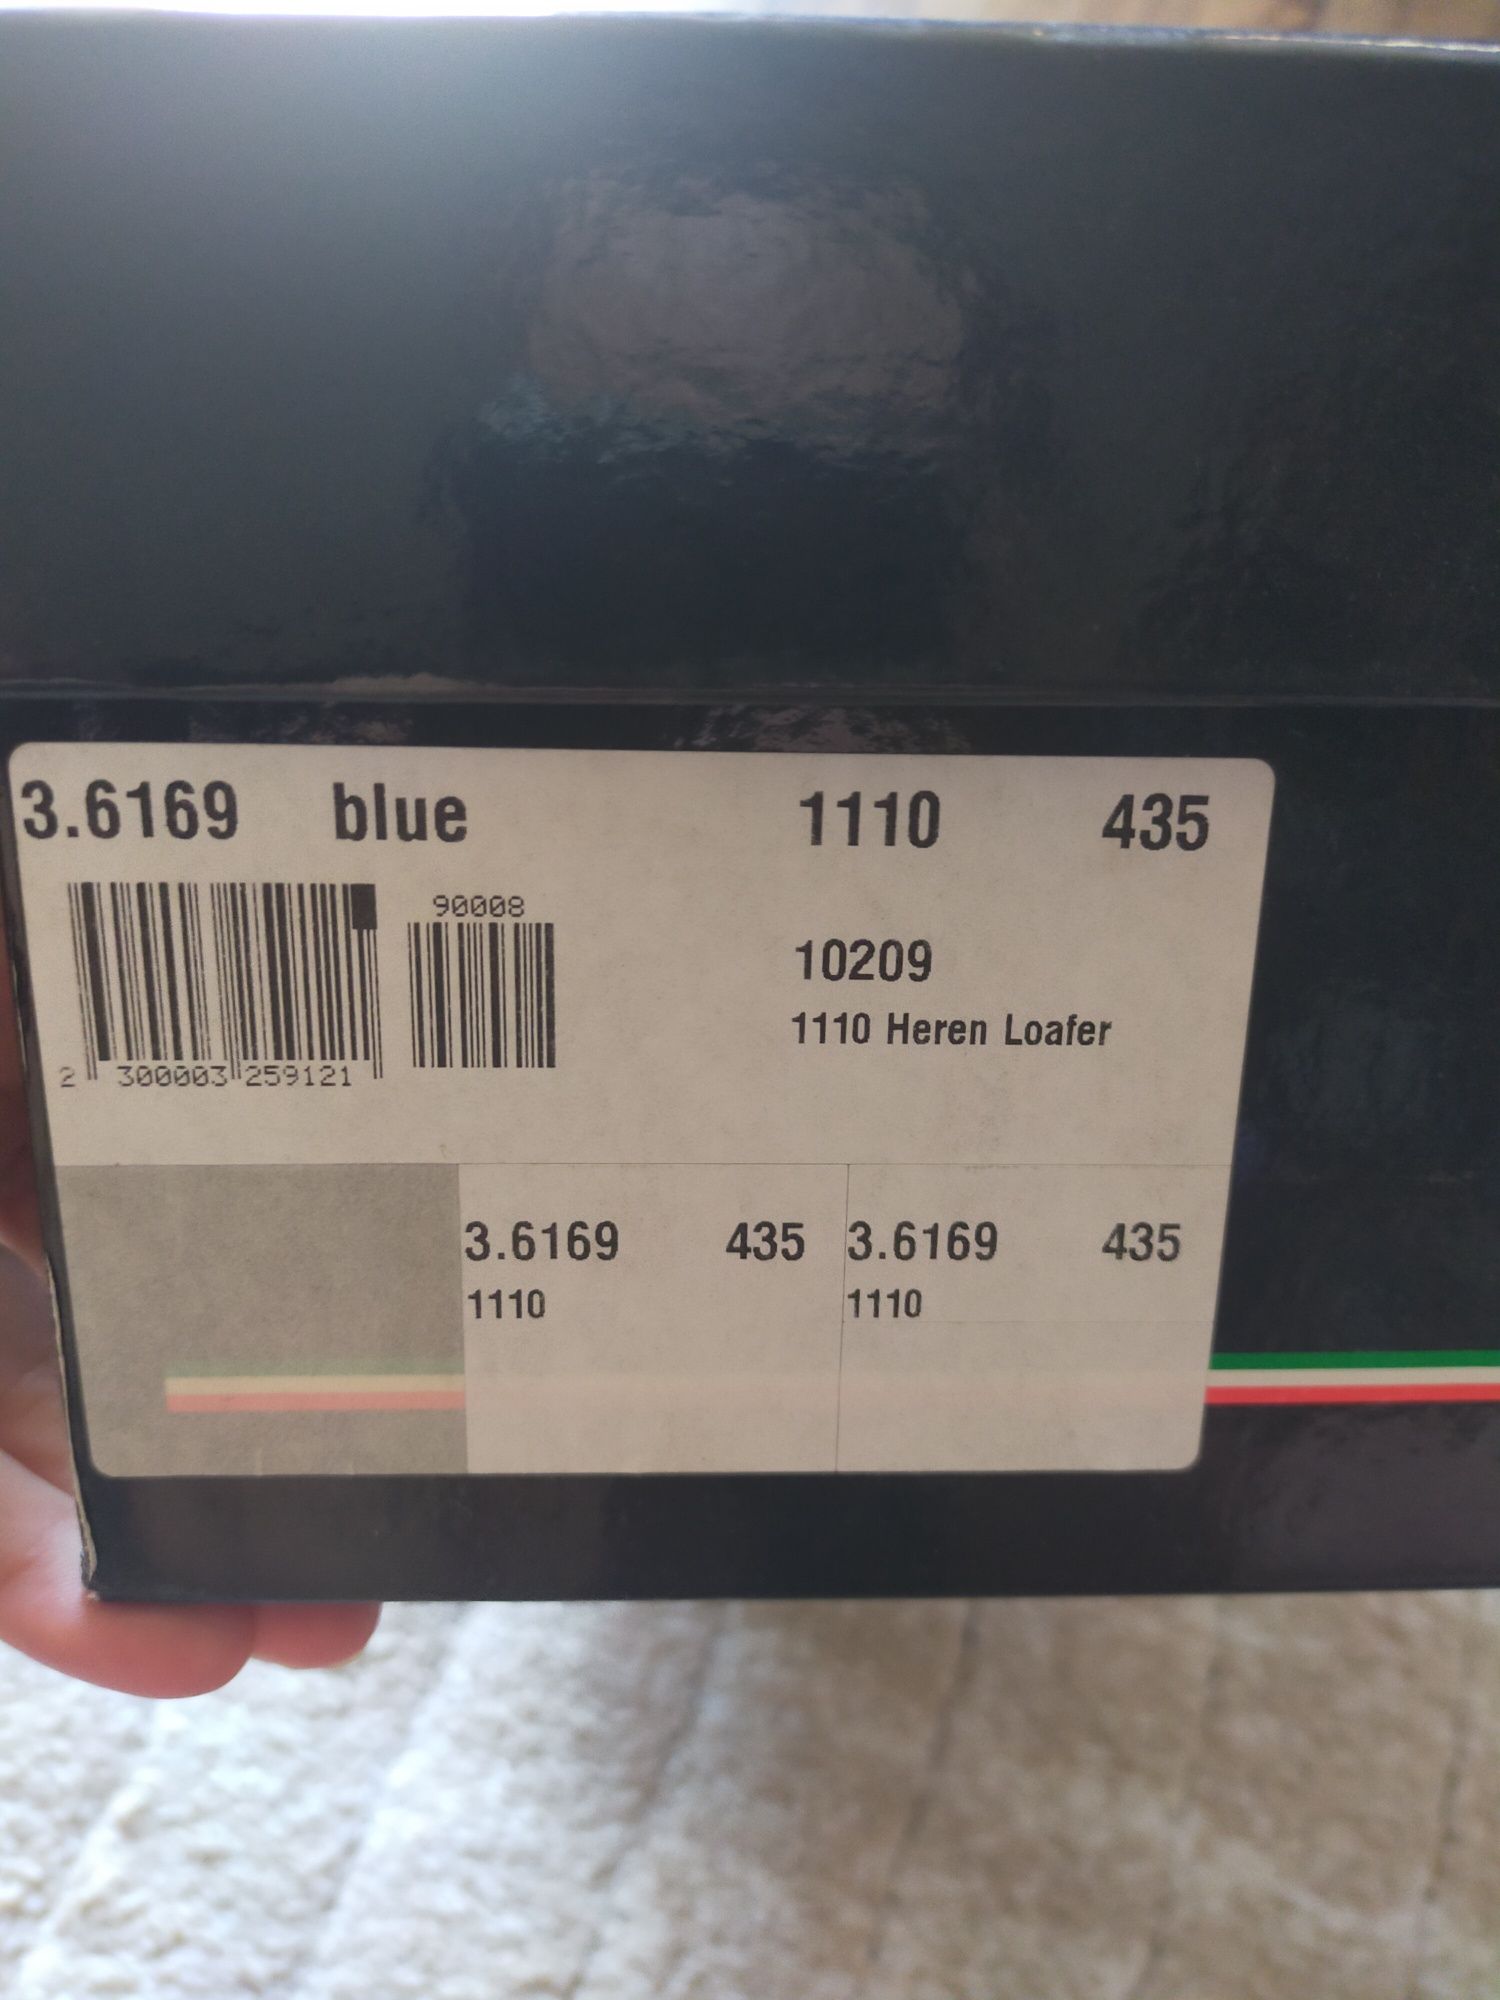 3.6169 blue 1110 435
90008
10209
1110 Heren Loafer
2 300003 259121
3.6169 435 3.6169 435
1110 1110